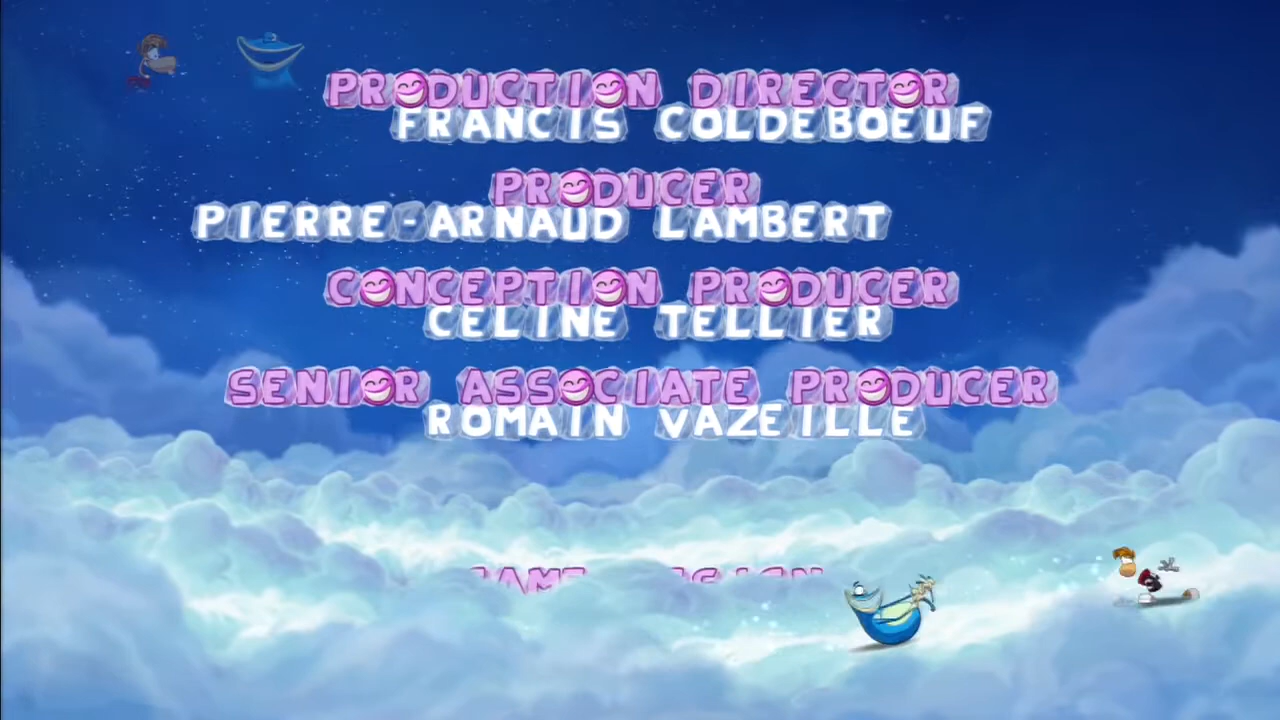 PRODUCTION DIRECTOR
FRANCIS COLDEBOEUF
PRODUCER
PIERRE-ARNAUD LAMBERT
CONCEPTION PRODUCER
CELINE TELLIER
SENIOR ASSOCIATE PRODUCER
ROMAIN VAZEILLE